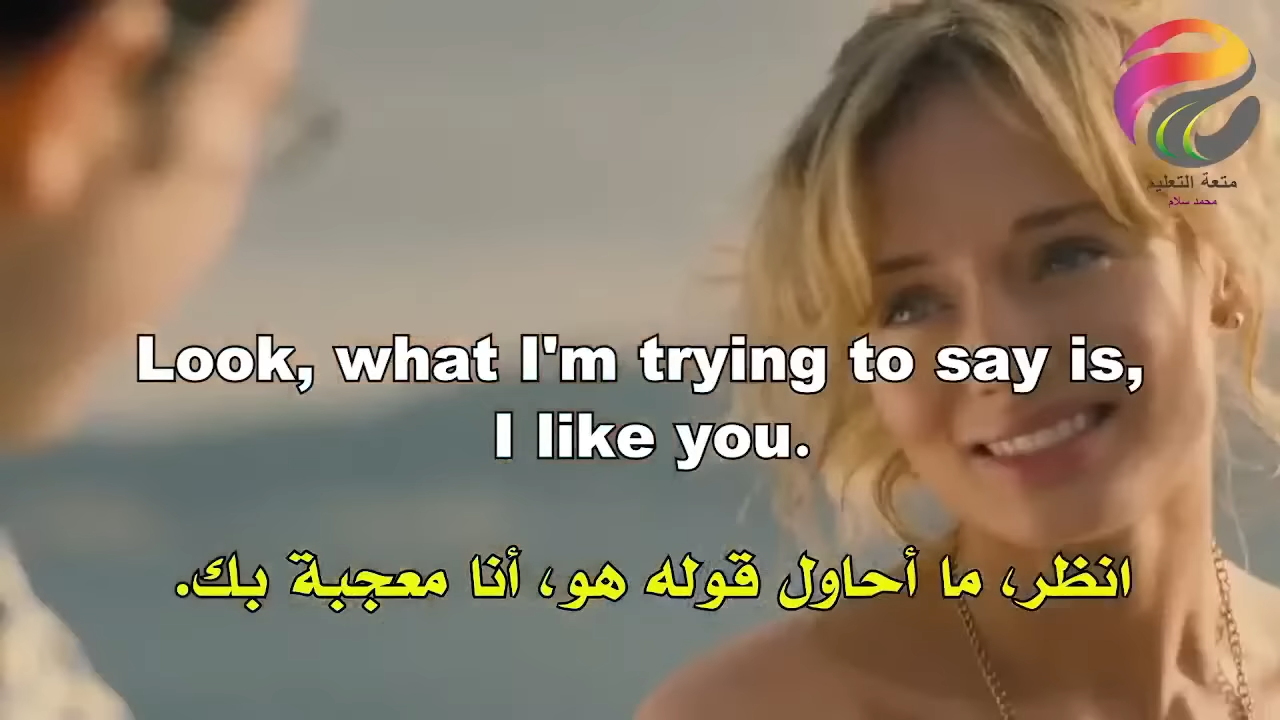 متعة التعليم
محمد سلام
Look, what I'm trying to say is,
I like you.
انظر، ما أحاول قوله هو، أنا معجبة بك.